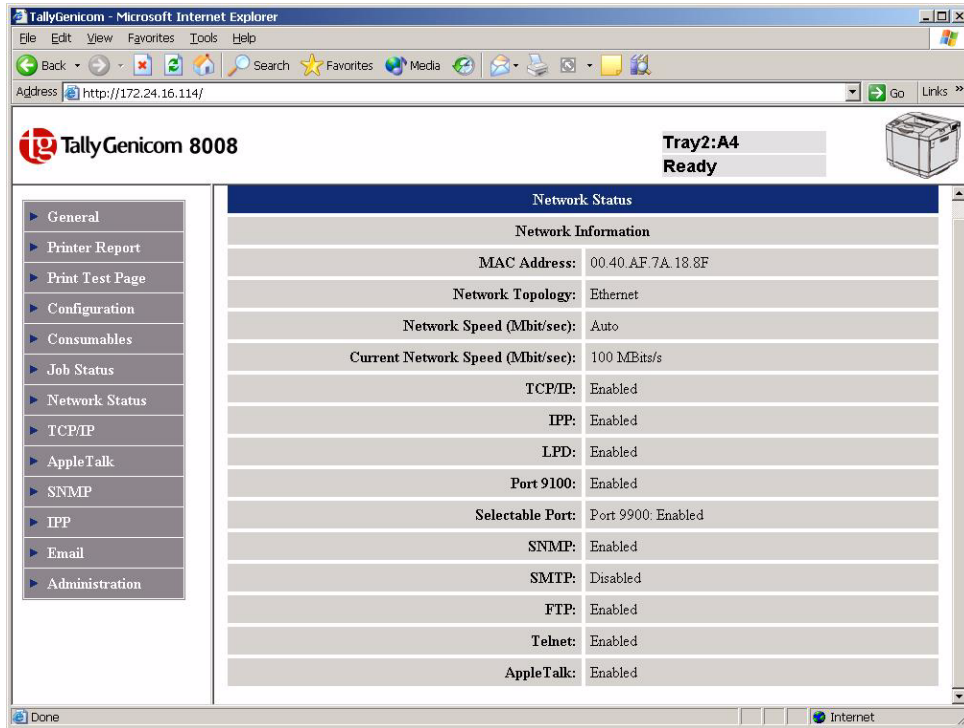 TallyGenicom - Microsoft Internet Explorer
File Edit View Favorites Tools Help
Back Search Favorites Media
Address http://172.24.16.114/ Go Links »
tg TallyGenicom 8008
Tray2:A4
Ready
General
Printer Report
Print Test Page
Configuration
Consumables
Job Status
Network Status
TCP/IP
AppleTalk
SNMP
IPP
Email
Administration
Network Status
Network Information
MAC Address: 00.40.AF.7A.18.8F
Network Topology: Ethernet
Network Speed (Mbit/sec): Auto
Current Network Speed (Mbit/sec): 100 MBits/s
TCP/IP: Enabled
IPP: Enabled
LPD: Enabled
Port 9100: Enabled
Selectable Port: Port 9900: Enabled
SNMP: Enabled
SMTP: Disabled
FTP: Enabled
Telnet: Enabled
AppleTalk: Enabled
Done Internet